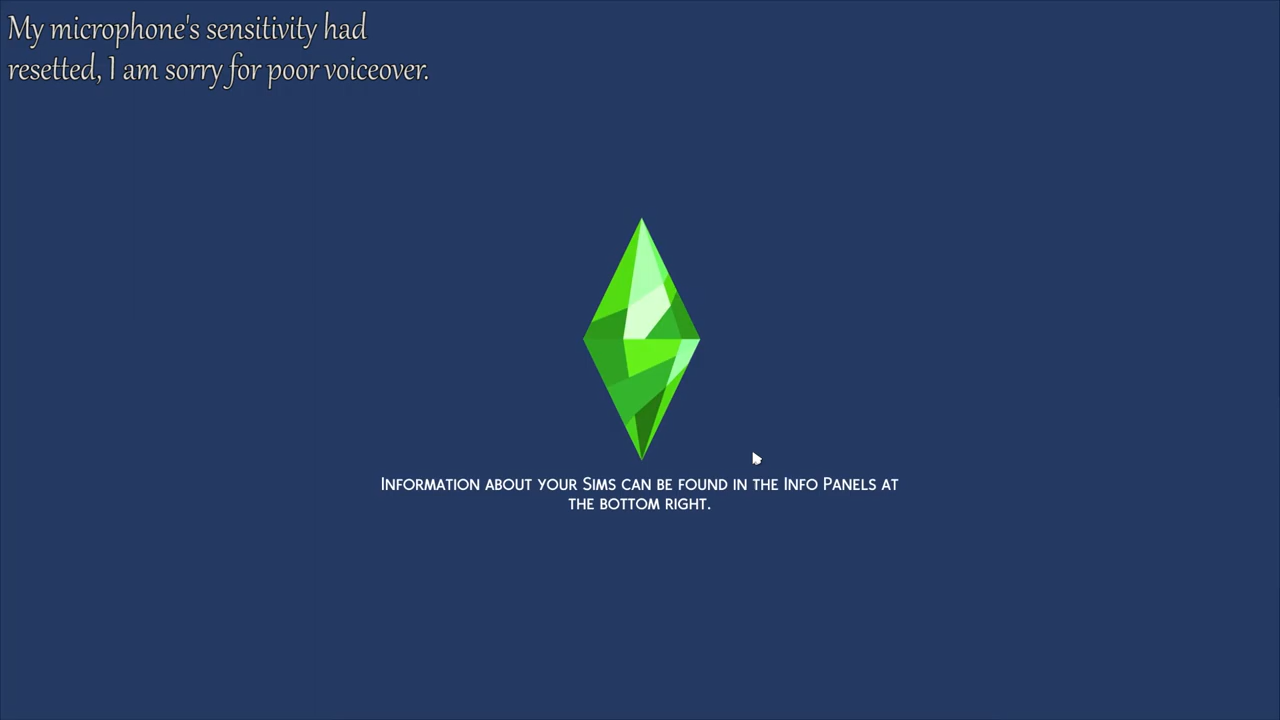 My microphone's sensitivity had
resetted, I am sorry for poor voiceover.
Information about your Sims can be found in the Info Panels at
the bottom right.